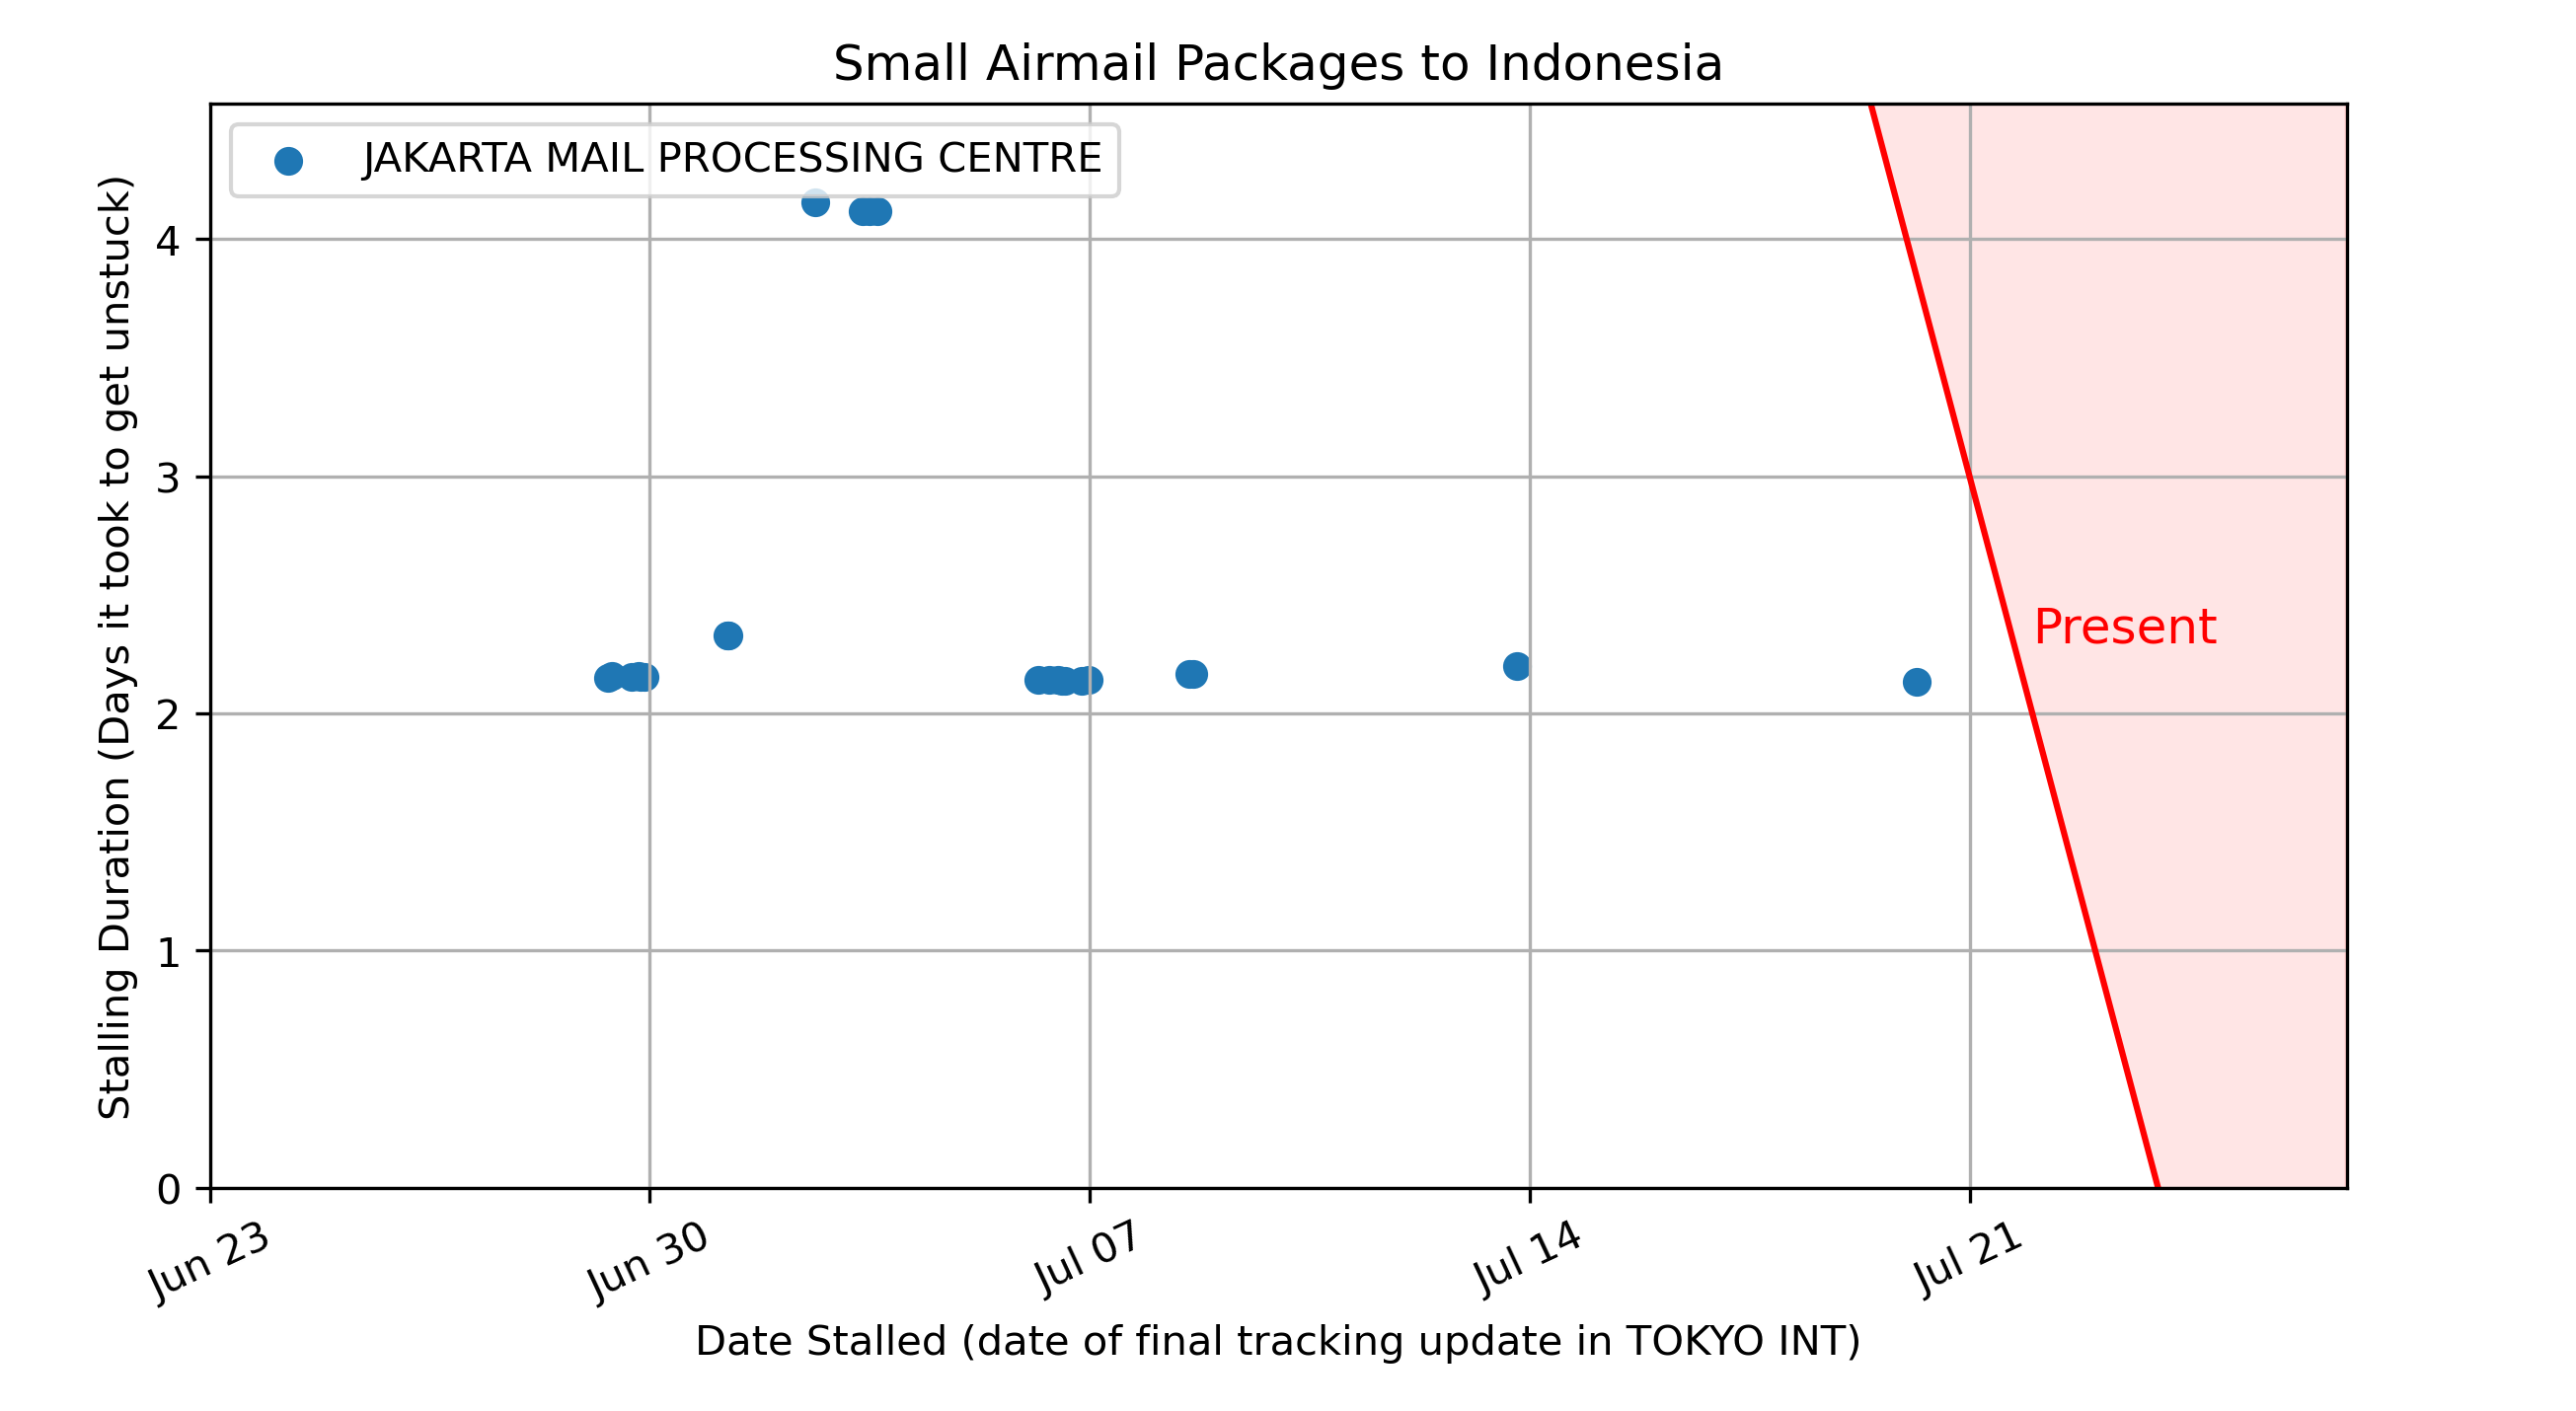 Small Airmail Packages to Indonesia
JAKARTA MAIL PROCESSING CENTRE
Stalling Duration (Days it took to get unstuck)
4
3
2
1
0
Present
Jun 23
Jun 30
Jul 07
Jul 14
Jul 21
Date Stalled (date of final tracking update in TOKYO INT)